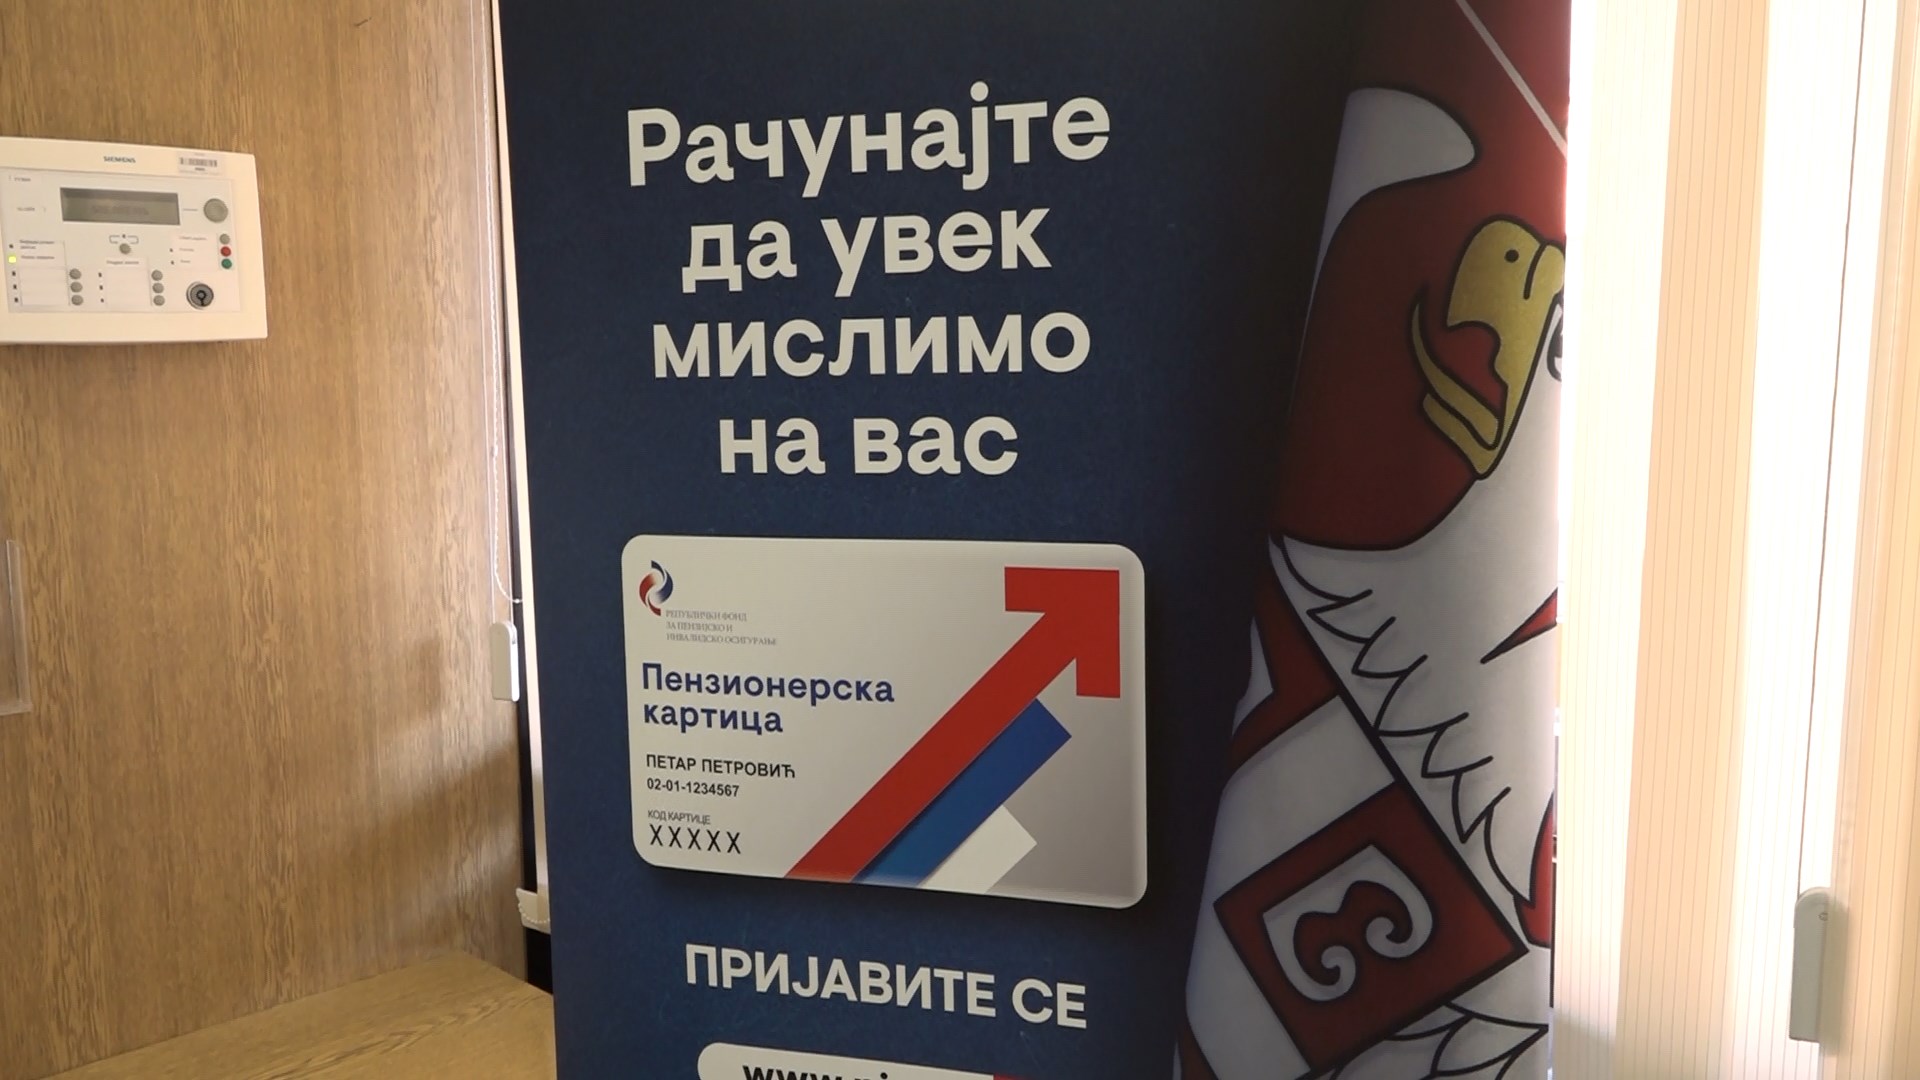 SIEMENS
Рачунајте
да увек
мислимо
на вас
РЕПУБЛИЧКИ ФОНД
ЗА ПЕНЗИЈСКО И
ИНВАЛИДСКО ОСИГУРАЊЕ
Пензионерска
картица
ПЕТАР ПЕТРОВИЋ
02-01-1234567
КОД КАРТИЦЕ
XXXXX
ПРИЈАВИТЕ СЕ